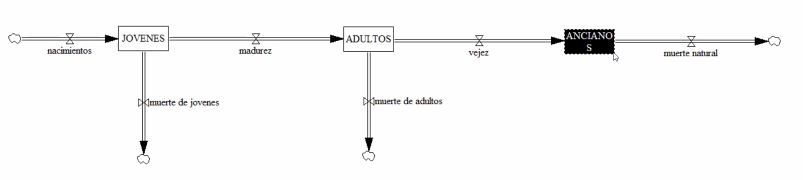 JOVENES
ADULTOS
ANCIANO
S
nacimientos
madurez
vejez
muerte natural
muerte de jovenes
muerte de adultos